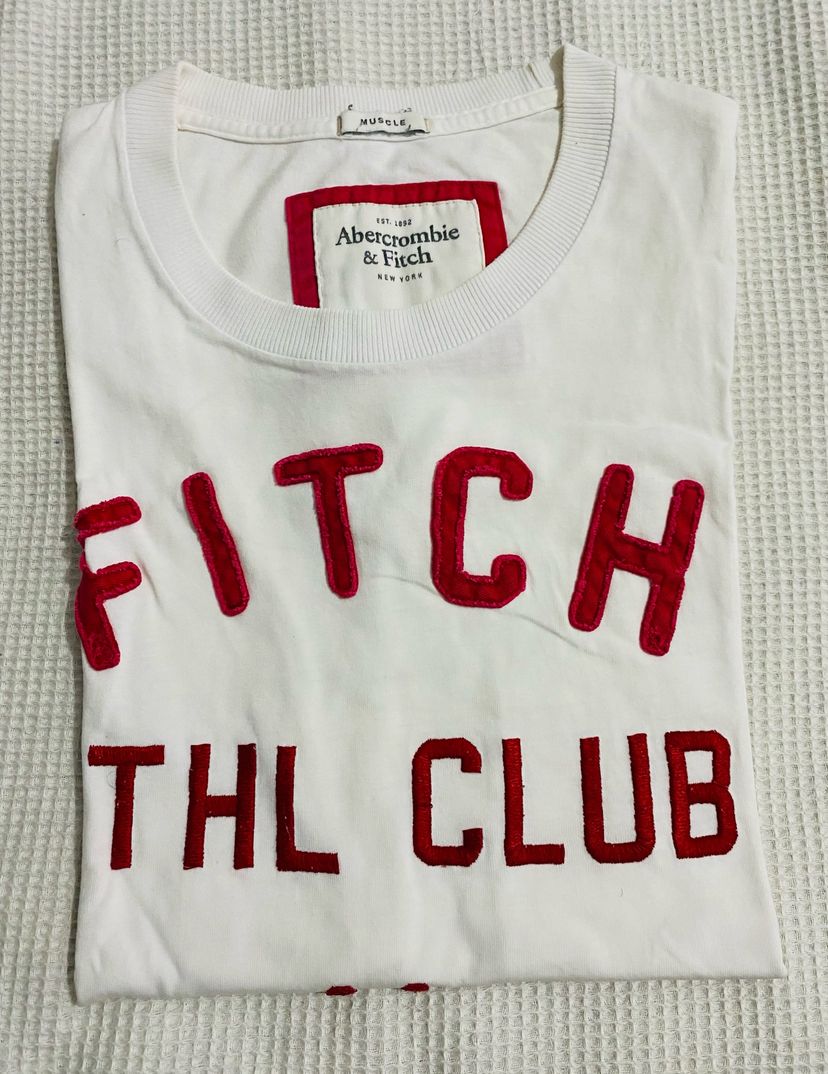 MUSCLE
EST. 1892
Abercrombie
& Fitch
NEW YORK
FITCH
THL CLUB